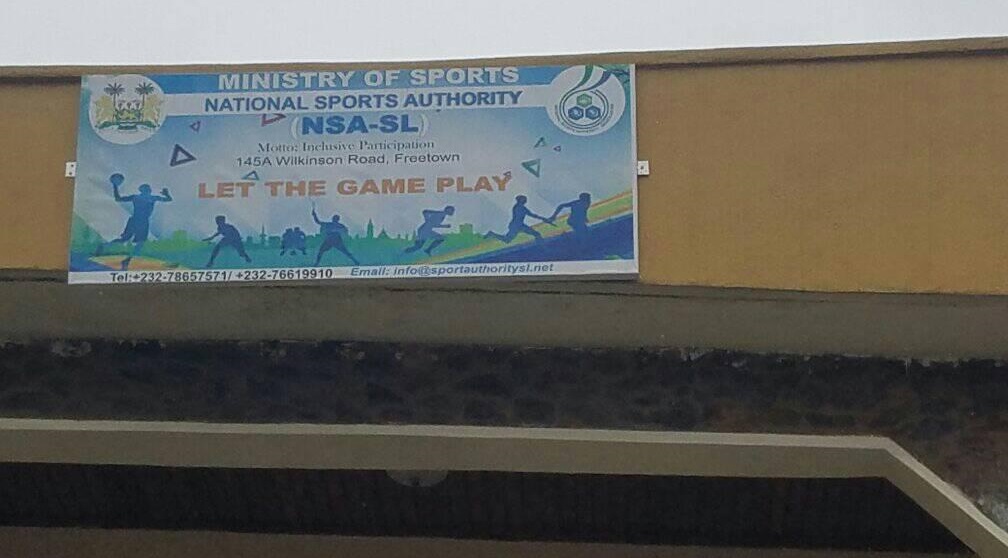 MINISTRY OF SPORTS
NATIONAL SPORTS AUTHORITY
(NSA-SL)
Motto: Inclusive Participation
145A Wilkinson Road, Freetown
LET THE GAME PLAY
Tel:+232-78657571/ +232-76619910 Email: info@sportauthoritysl.net